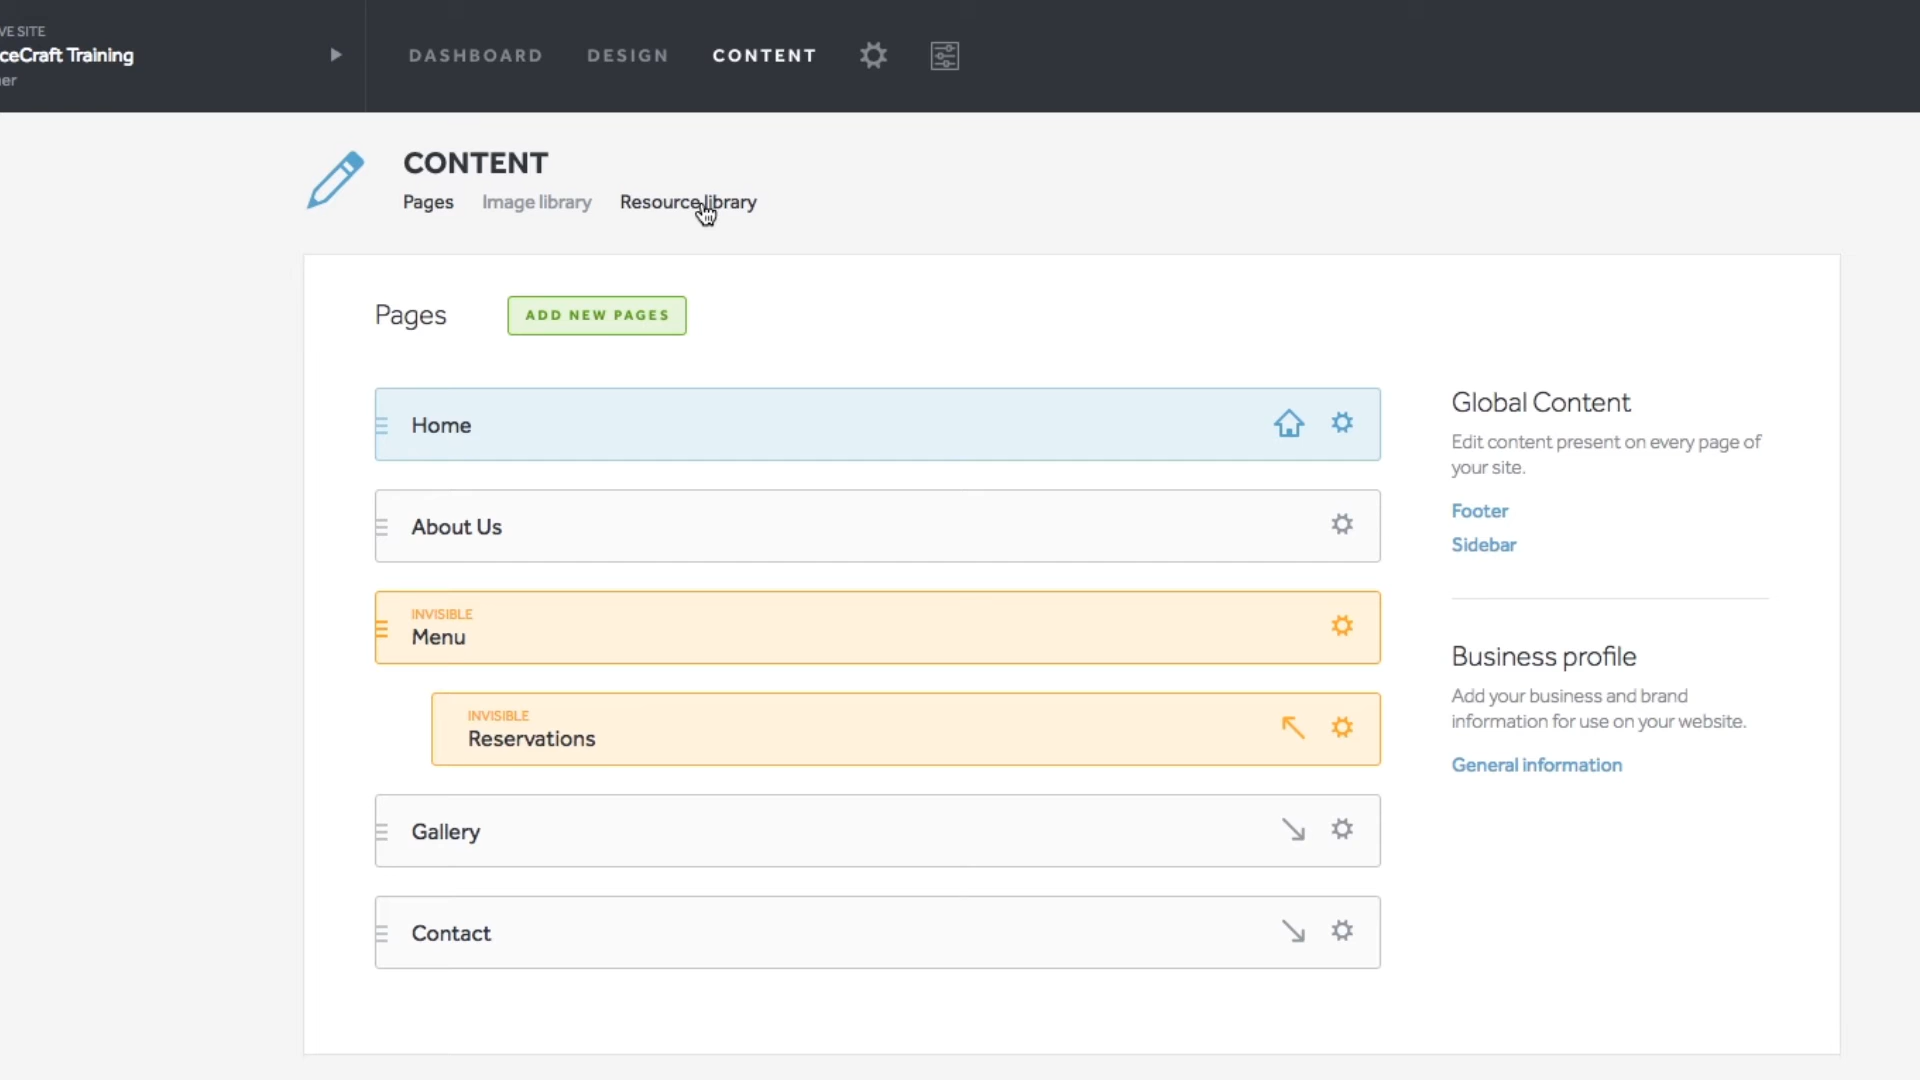 VE SITE
ceCraft Training
er
DASHBOARD DESIGN CONTENT
CONTENT
Pages Image library Resource library
Pages ADD NEW PAGES
Home
About Us
INVISIBLE
Menu
INVISIBLE
Reservations
Gallery
Contact
Global Content
Edit content present on every page of
your site.
Footer
Sidebar
Business profile
Add your business and brand
information for use on your website.
General information